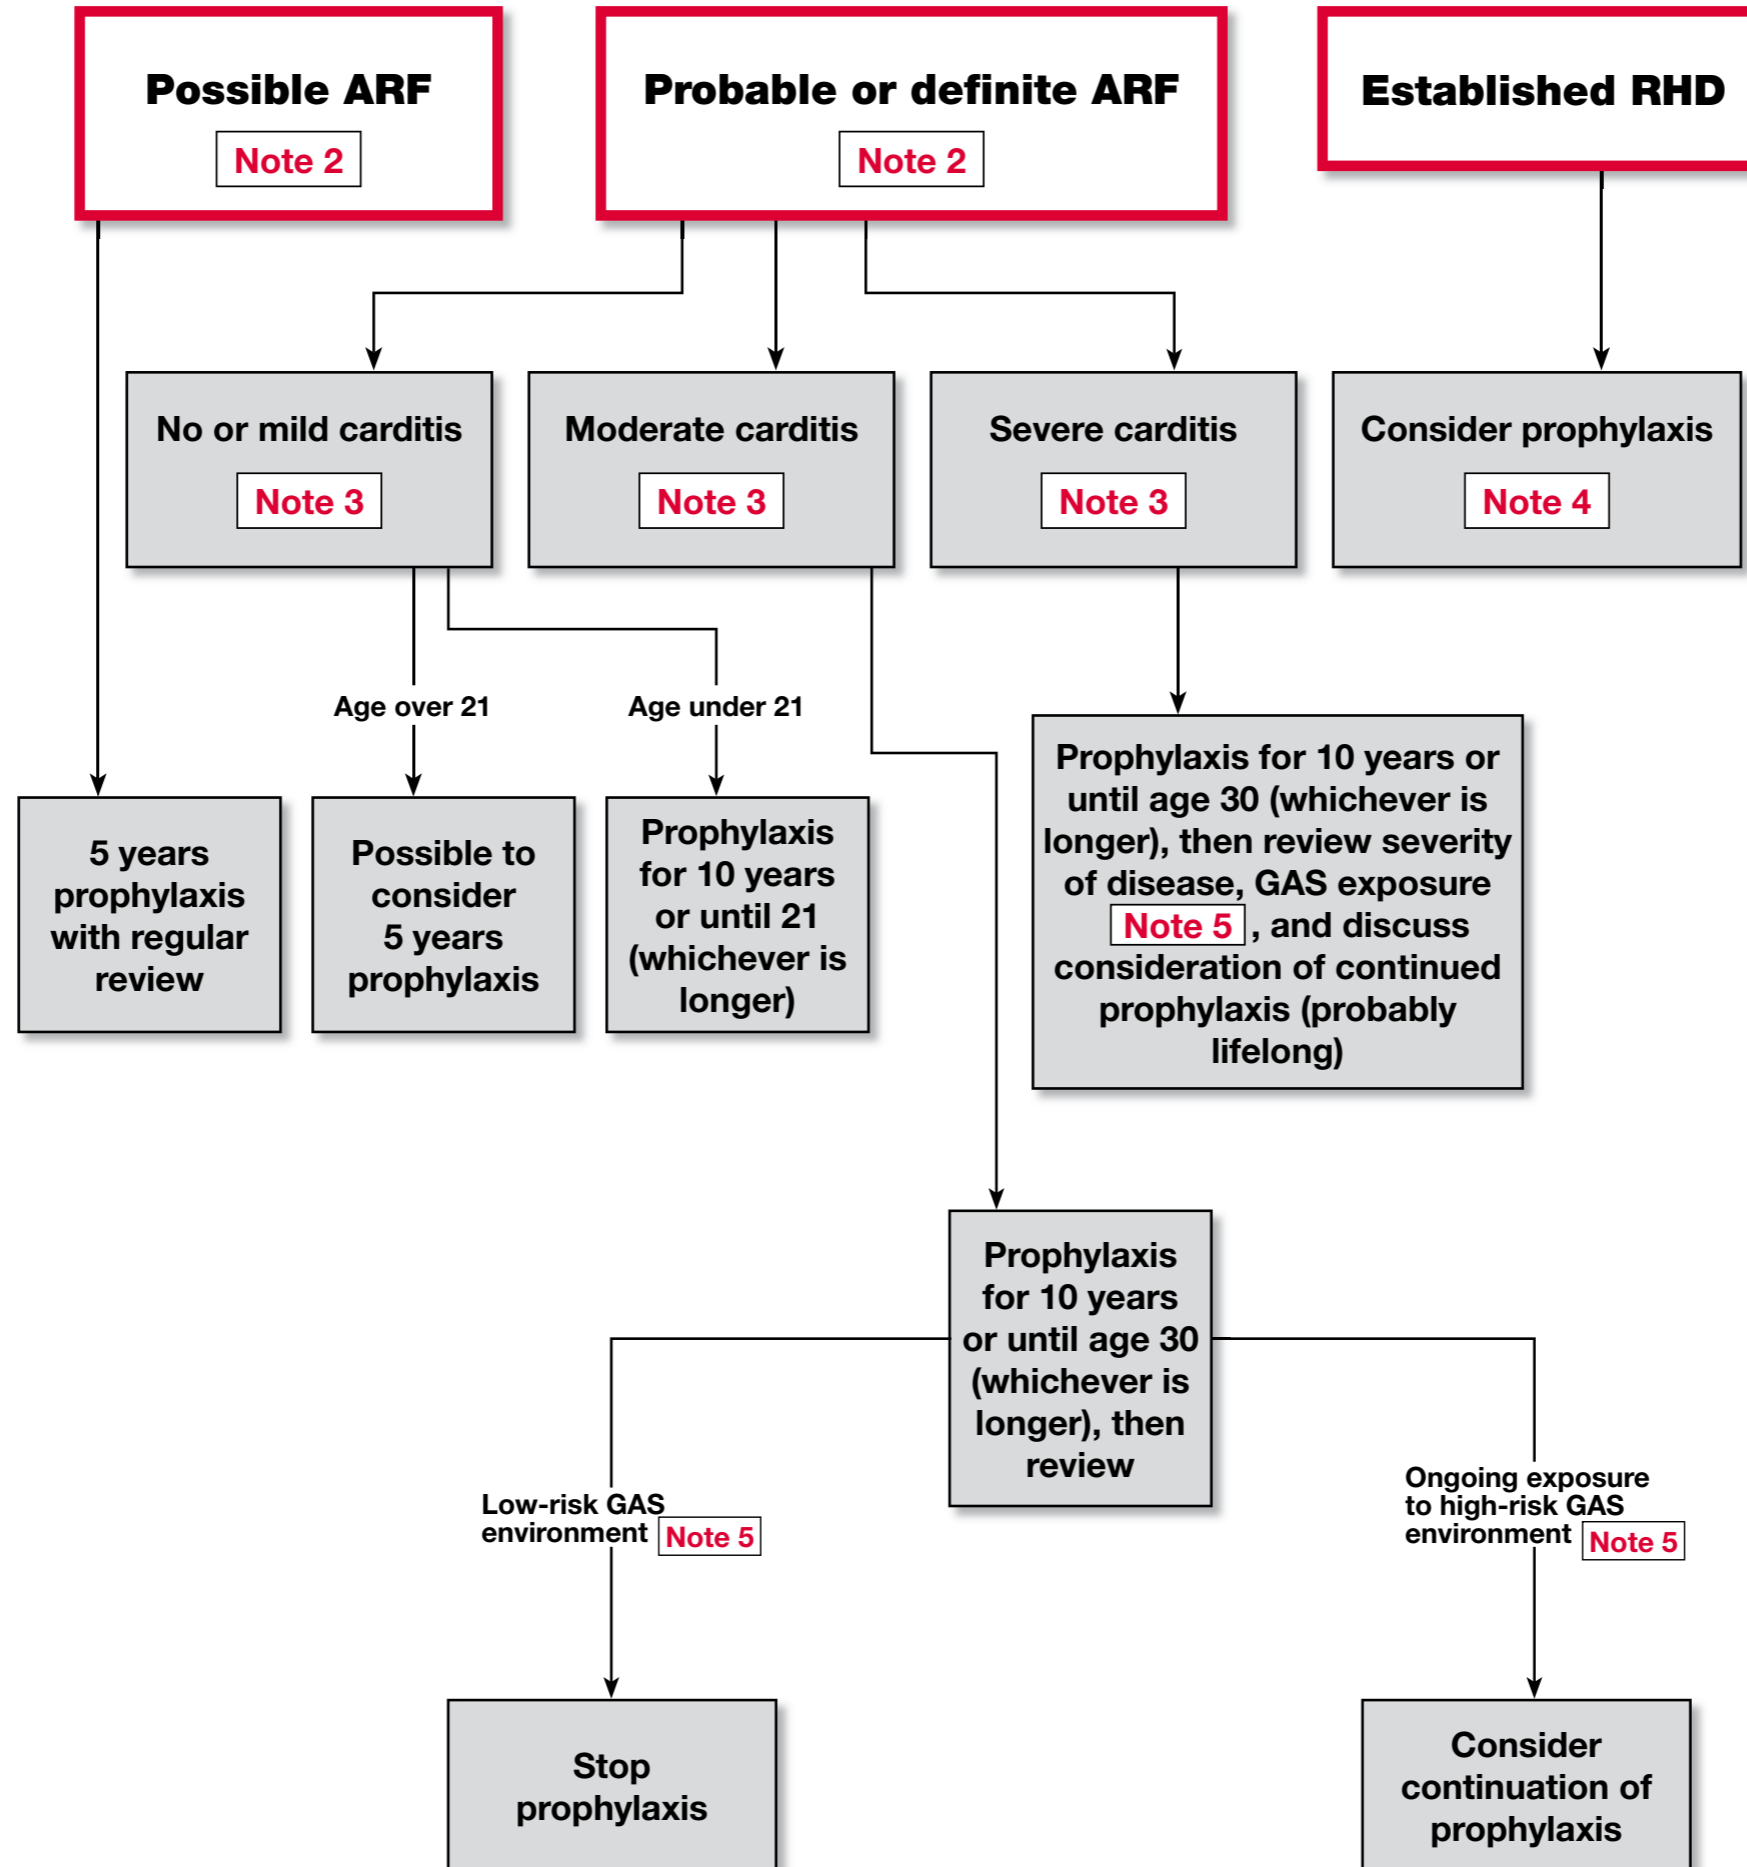 Possible ARF
Note 2
Probable or definite ARF
Note 2
Established RHD
No or mild carditis
Note 3
Moderate carditis
Note 3
Severe carditis
Note 3
Consider prophylaxis
Note 4
Age over 21
Age under 21
5 years
prophylaxis
with regular
review
Possible to
consider
5 years
prophylaxis
Prophylaxis
for 10 years
or until 21
(whichever is
longer)
Prophylaxis for 10 years or
until age 30 (whichever is
longer), then review severity
of disease, GAS exposure
Note 5 , and discuss
consideration of continued
prophylaxis (probably
lifelong)
Prophylaxis
for 10 years
or until age 30
(whichever is
longer), then
review
Low-risk GAS
environment Note 5
Ongoing exposure
to high-risk GAS
environment Note 5
Stop
prophylaxis
Consider
continuation of
prophylaxis